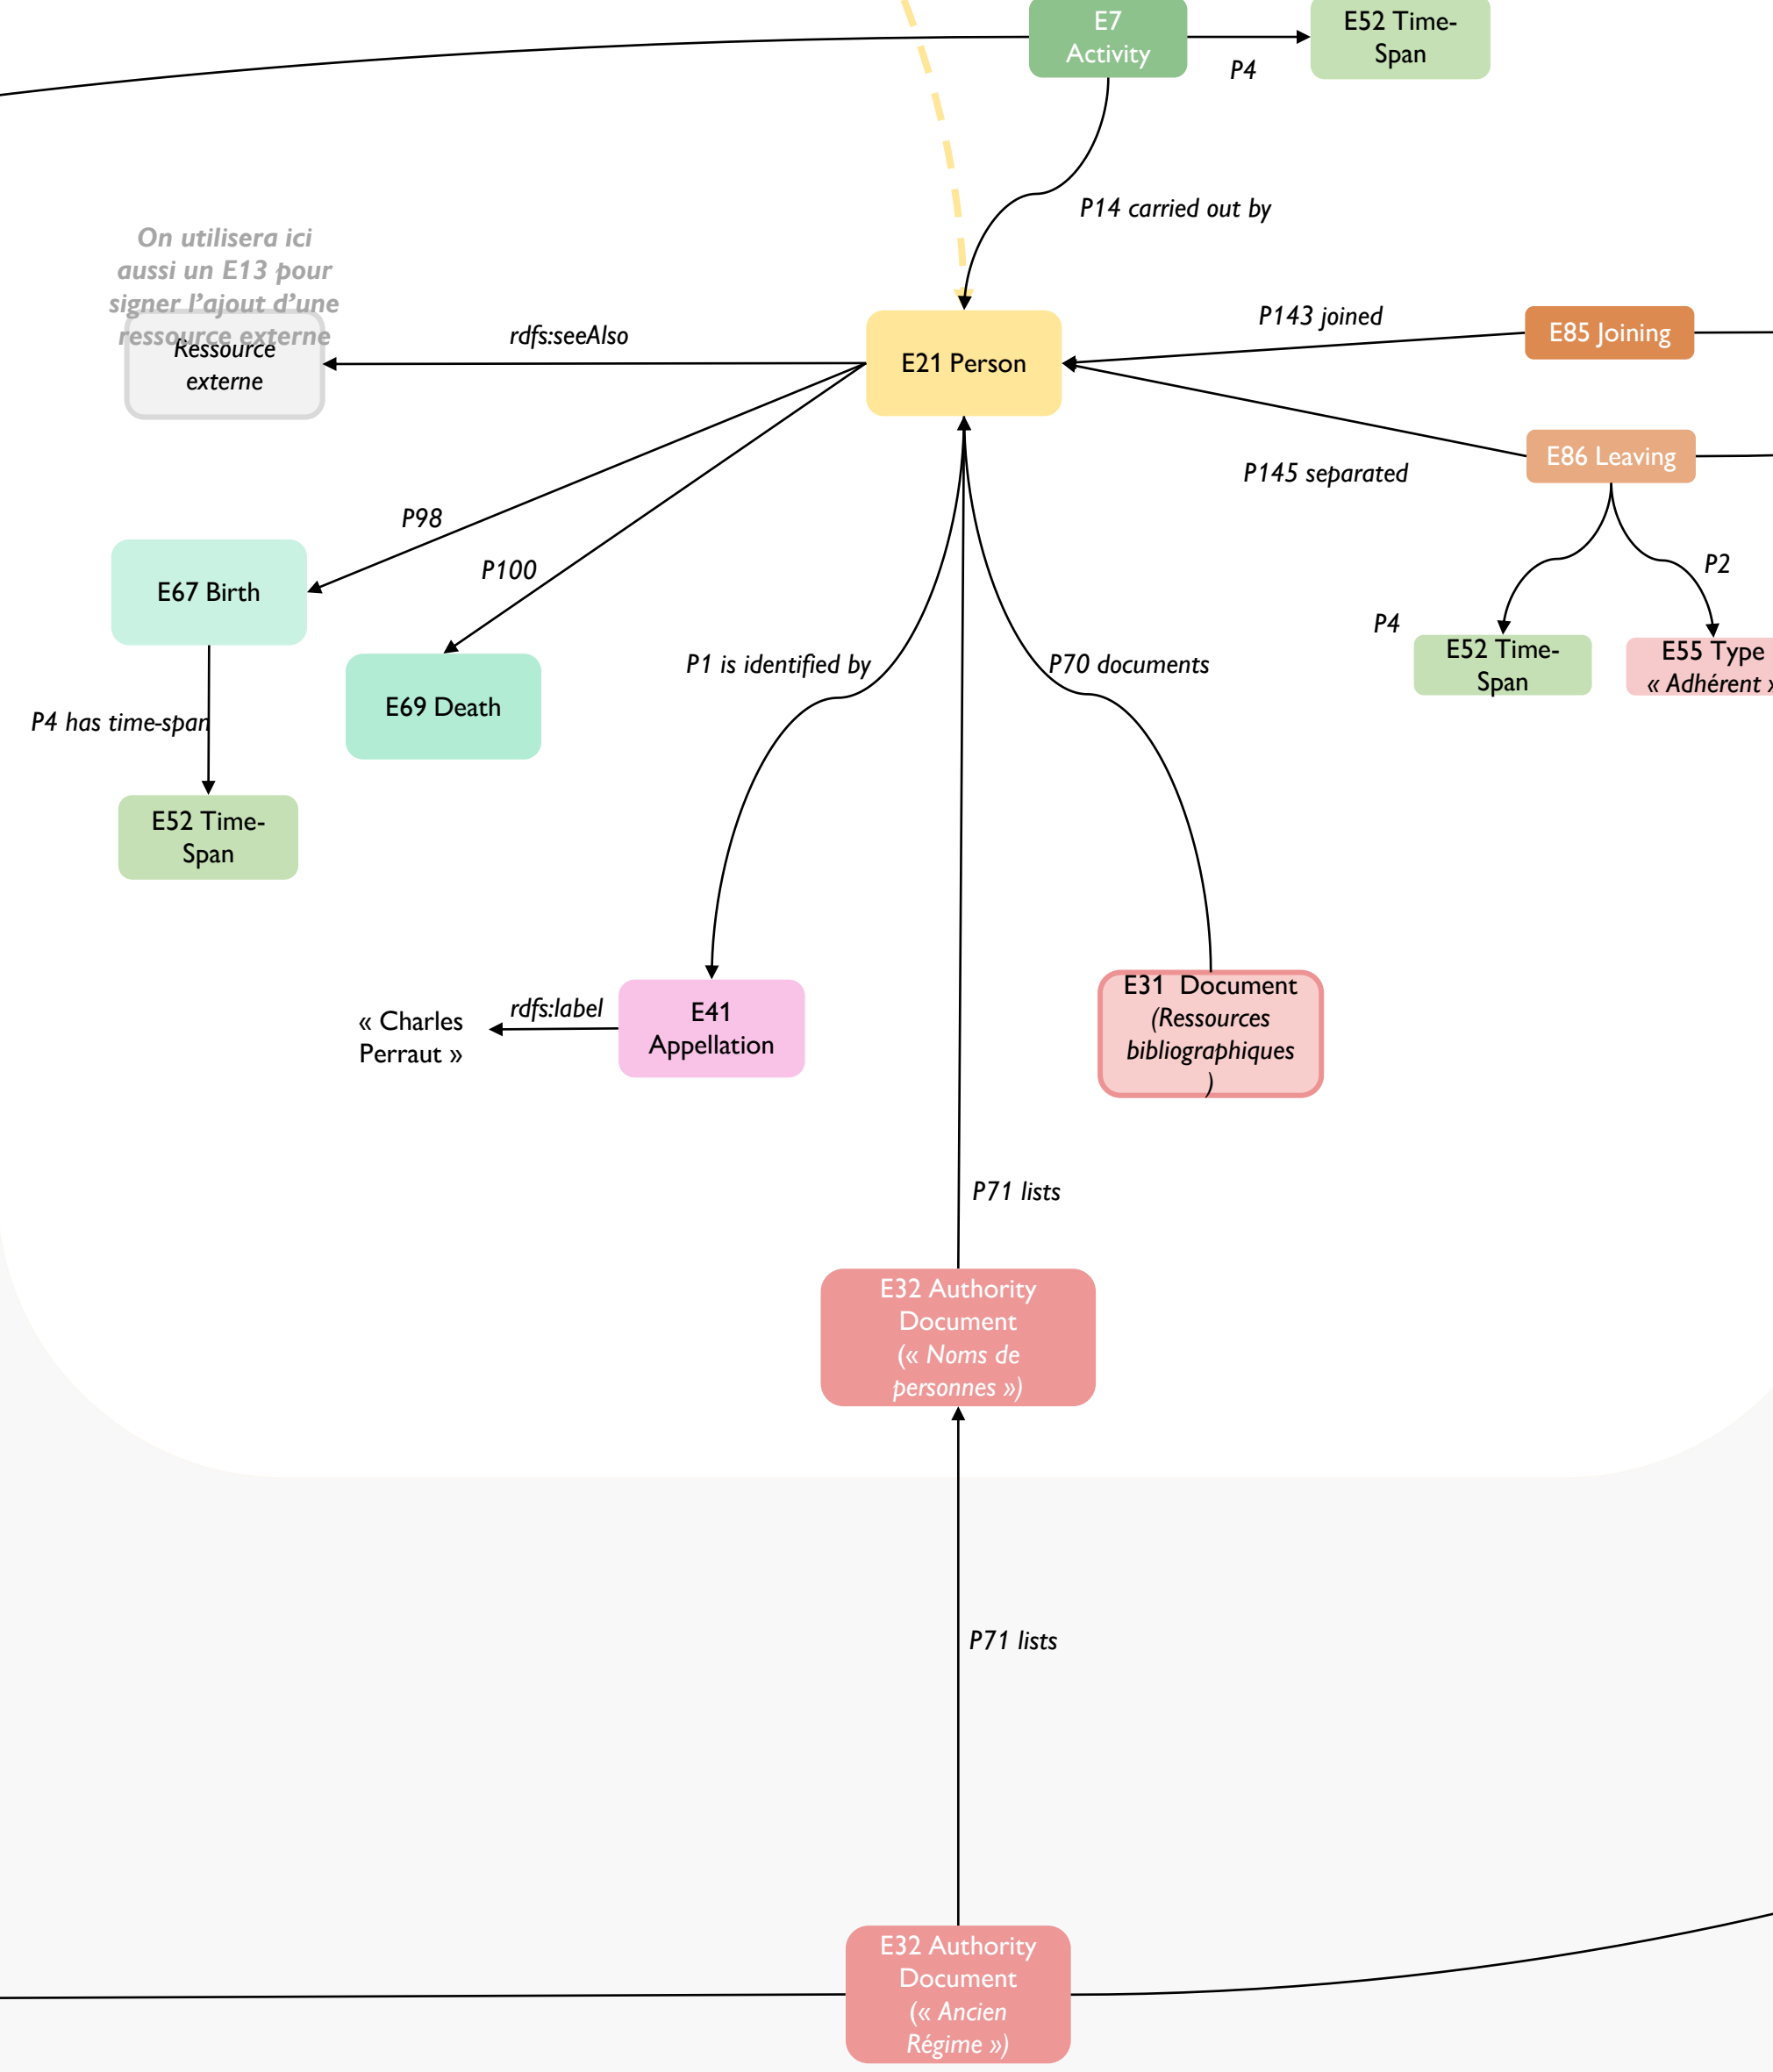 E7
Activity
E52 Time-
Span
P4
P14 carried out by
On utilisera ici
aussi un E13 pour
signer l’ajout d’une
ressource externe
Ressource
externe
rdfs:seeAlso
E21 Person
P143 joined
E85 Joining
E86 Leaving
P145 separated
P98
P100
P2
P4
E67 Birth
E52 Time-
Span
E55 Type
« Adhérent »
P1 is identified by
P70 documents
E69 Death
P4 has time-span
E52 Time-
Span
« Charles
Perraut »
rdfs:label
E41
Appellation
E31  Document
(Ressources
bibliographiques
)
P71 lists
E32 Authority
Document
(« Noms de
personnes »)
P71 lists
E32 Authority
Document
(« Ancien
Régime »)